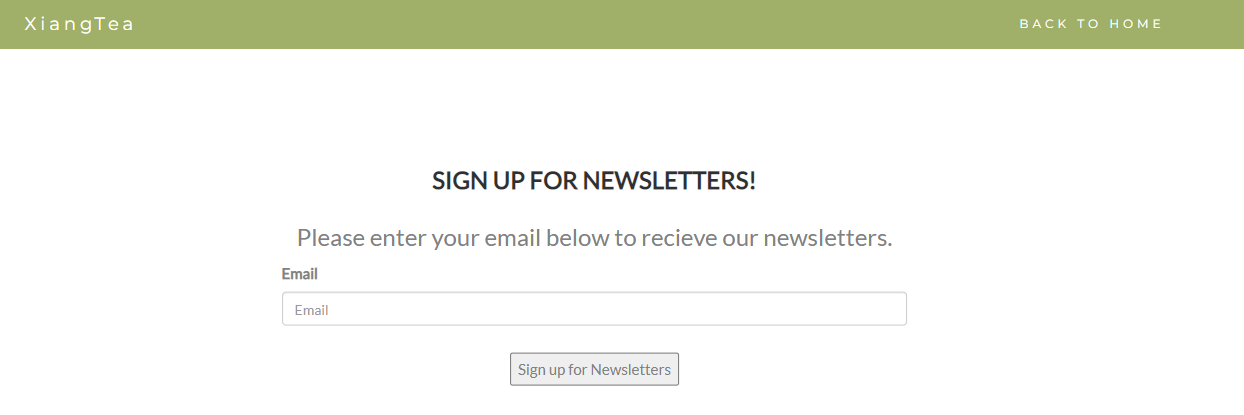 XiangTea
BACK TO HOME
SIGN UP FOR NEWSLETTERS!
Please enter your email below to recieve our newsletters.
Email
Email
Sign up for Newsletters